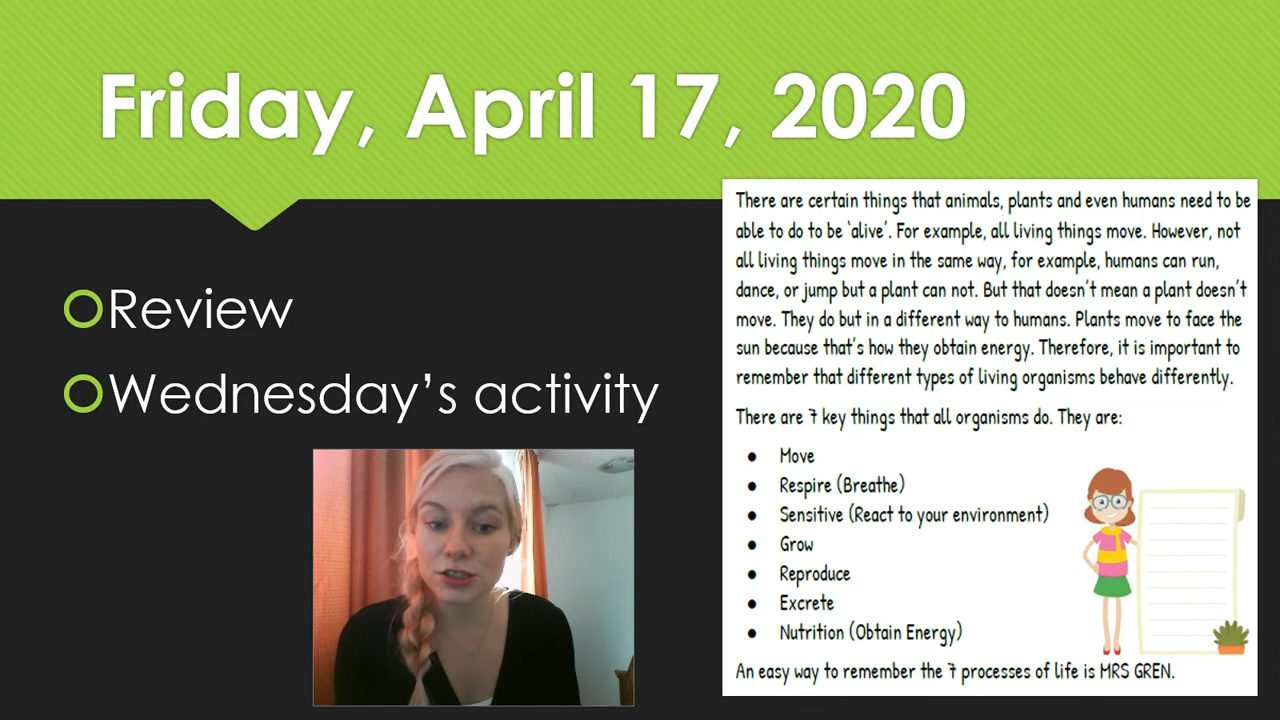 Friday, April 17, 2020
Review
Wednesday's activity
There are certain things that animals, plants and even humans need to be
able to do to be 'alive'. For example, all living things move. However, not
all living things move in the same way, for example, humans can run,
dance, or jump but a plant can not. But that doesn't mean a plant doesn't
move. They do but in a different way to humans. Plants move to face the
sun because that's how they obtain energy. Therefore, it is important to
remember that different types of living organisms behave differently.
There are 7 key things that all organisms do. They are:
● Move
● Respire (Breathe)
● Sensitive (React to your environment)
● Grow
● Reproduce
● Excrete
● Nutrition (Obtain Energy)
An easy way to remember the 7 processes of life is MRS GREN.